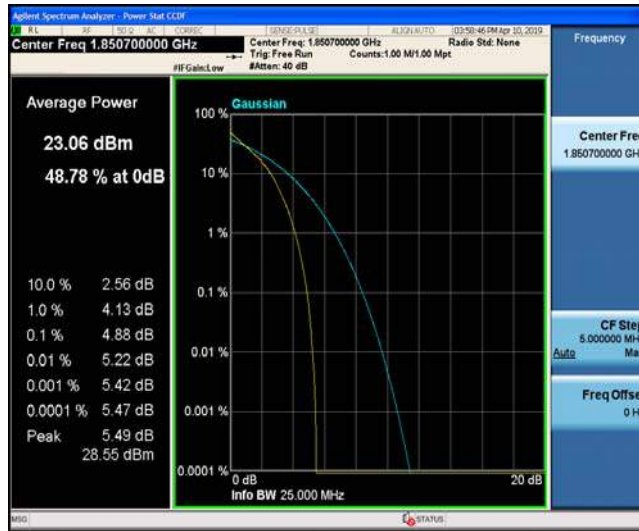 Agilent Spectrum Analyzer - Power Stat CCDF
RL RF 50 Ω AC CORREC SENSE:PULSE ALIGN AUTO 03:58:46 PM Apr 10, 2019
Center Freq 1.850700000 GHz
Center Freq: 1.850700000 GHz Radio Std: None
Trig: Free Run Counts:1.00 M/1.00 Mpt
#IFGain:Low #Atten: 40 dB
Frequency
Average Power
23.06 dBm
48.78 % at 0dB
10.0 % 2.56 dB
1.0 % 4.13 dB
0.1 % 4.88 dB
0.01 % 5.22 dB
0.001 % 5.42 dB
0.0001 % 5.47 dB
Peak 5.49 dB
28.55 dBm
Gaussian
100 %
10 %
1 %
0.1 %
0.01 %
0.001 %
0.0001 %
0 dB 20 dB
Info BW 25.000 MHz
Center Fre
1.850700000 GH
CF Ste
5.000000 MH
Auto Ma
Freq Offse
0 H
MSG STATUS